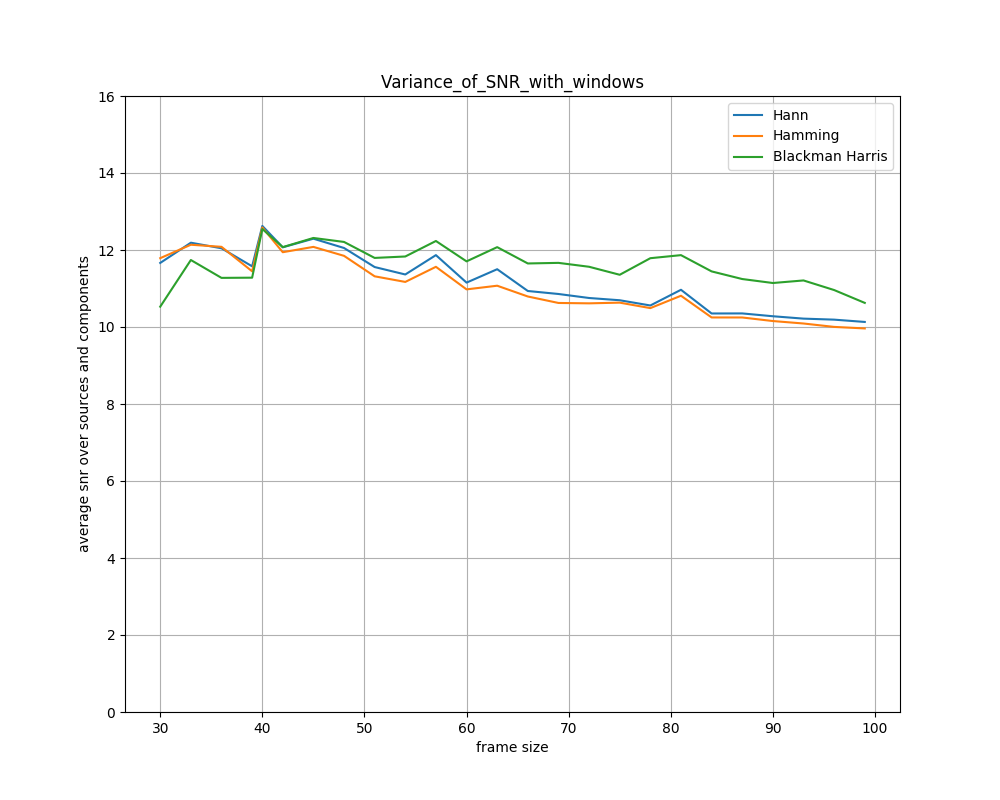 Variance_of_SNR_with_windows
Hann
Hamming
Blackman Harris
average snr over sources and components
16
14
12
10
8
6
4
2
0
30 40 50 60 70 80 90 100
frame size